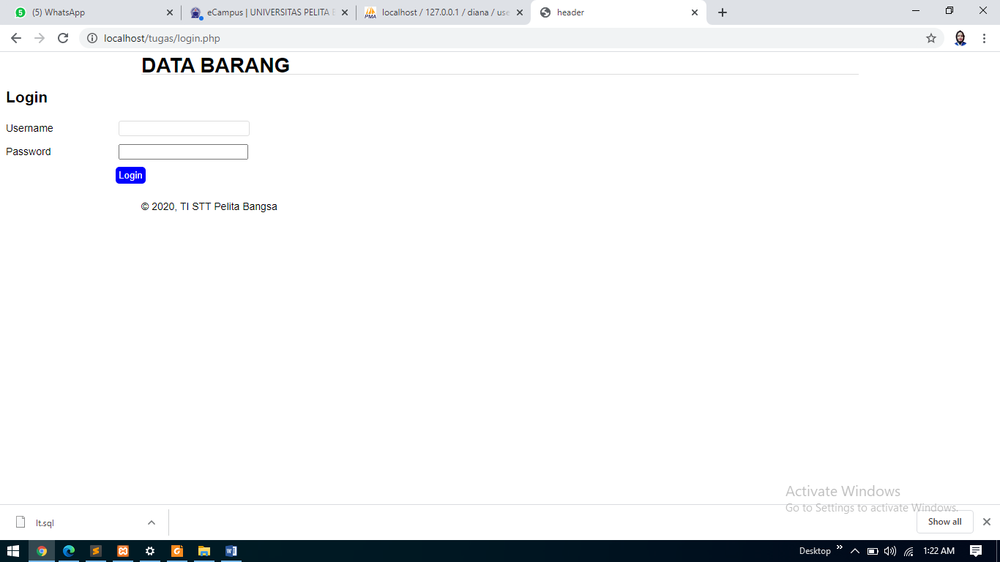 (5) WhatsApp
eCampus | UNIVERSITAS PELITA B
localhost / 127.0.0.1 / diana / use
header
localhost/tugas/login.php
DATA BARANG
Login
Username
Password
Login
© 2020, TI STT Pelita Bangsa
Activate Windows
Go to Settings to activate Windows.
lt.sql
Show all
Desktop
1:22 AM